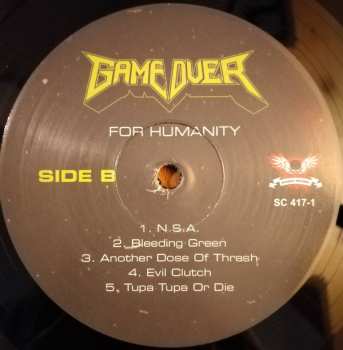 GAME OVER
FOR HUMANITY
SIDE B
SC 417-1
1. N.S.A.
2. Bleeding Green
3. Another Dose Of Thrash
4. Evil Clutch
5. Tupa Tupa Or Die